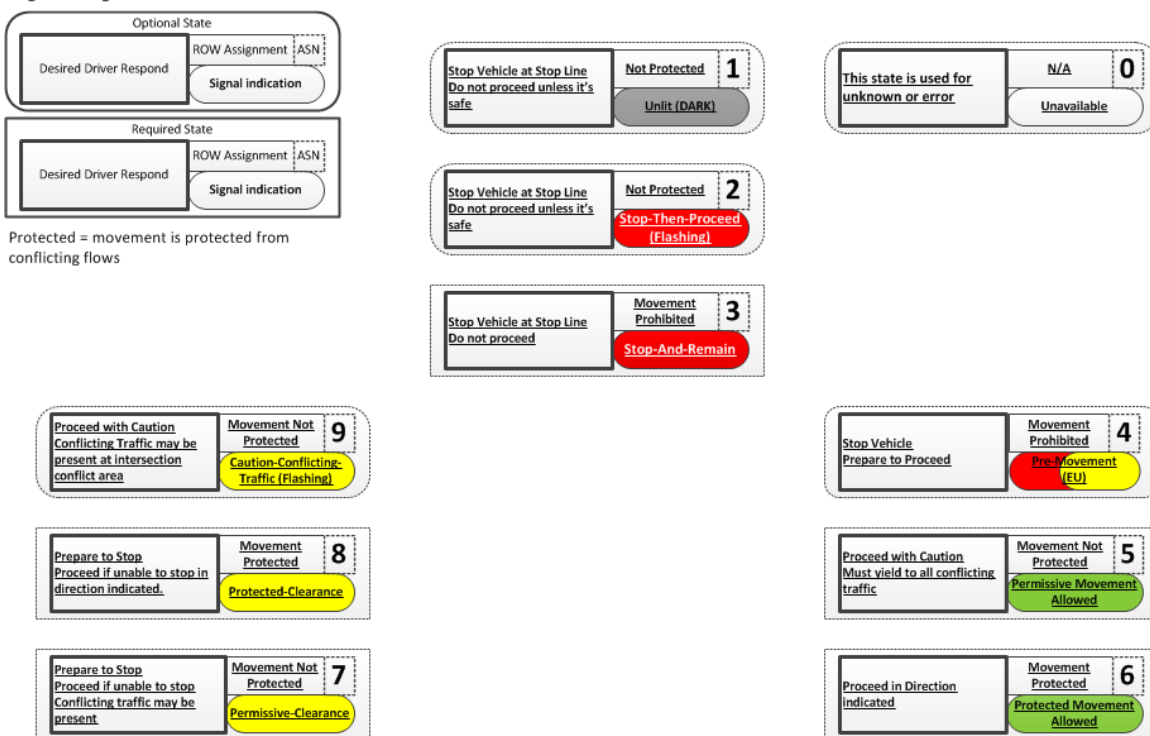 Optional State
Desired Driver Respond
ROW Assignment
ASN
Signal indication
Required State
Desired Driver Respond
ROW Assignment
ASN
Signal indication
Protected = movement is protected from
conflicting flows
Stop Vehicle at Stop Line
Do not proceed unless it's
safe
Not Protected
1
Unlit (DARK)
This state is used for
unknown or error
N/A
0
Unavailable
Stop Vehicle at Stop Line
Do not proceed unless it's
safe
Not Protected
2
Stop-Then-Proceed
(Flashing)
Stop Vehicle at Stop Line
Do not proceed
Movement
Prohibited
3
Stop-And-Remain
Proceed with Caution
Conflicting Traffic may be
present at intersection
conflict area
Movement Not
Protected
9
Caution-Conflicting-
Traffic (Flashing)
Stop Vehicle
Prepare to Proceed
Movement
Prohibited
4
Pre-Movement
(EU)
Prepare to Stop
Proceed if unable to stop in
direction indicated.
Movement
Protected
8
Protected-Clearance
Proceed with Caution
Must yield to all conflicting
traffic
Movement Not
Protected
5
Permissive Movement
Allowed
Prepare to Stop
Proceed if unable to stop
Conflicting traffic may be
present
Movement Not
Protected
7
Permissive-Clearance
Proceed in Direction
indicated
Movement
Protected
6
Protected Movement
Allowed